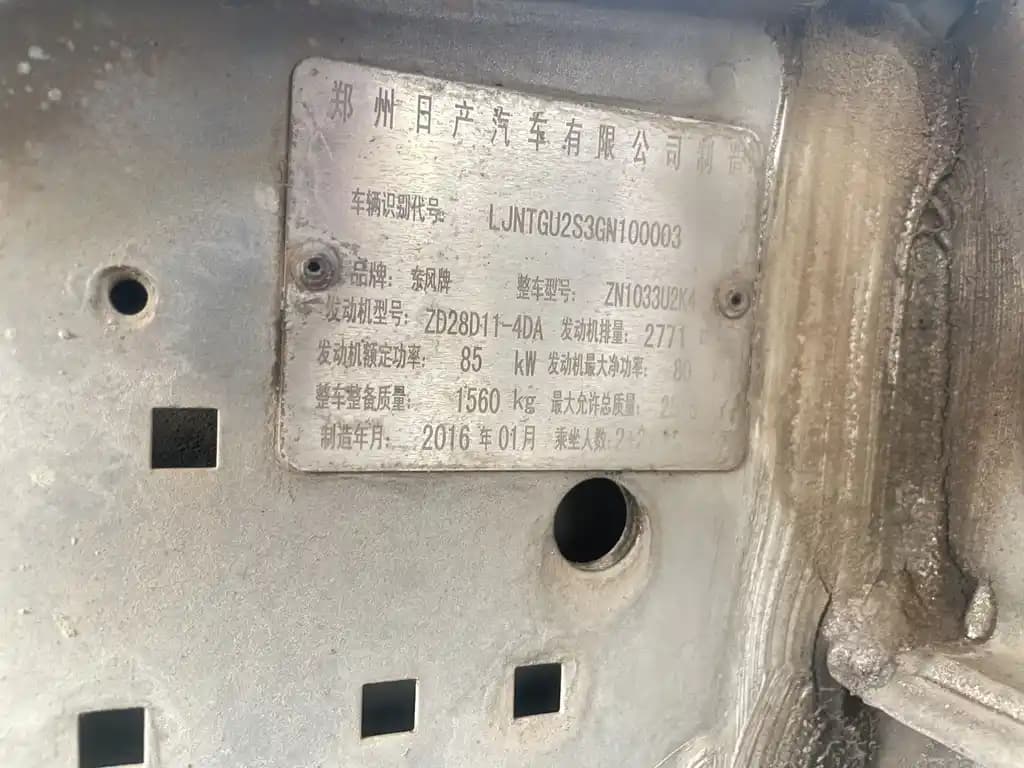 郑州日产汽车有限公司制造
车辆识别代号: LJNTGU2S3GN100003
品牌: 东风牌 整车型号: ZN1033U2K4
发动机型号: ZD28D11-4DA 发动机排量: 2771
发动机额定功率: 85 kW 发动机最大净功率: 80
整车整备质量: 1560 kg 最大允许总质量:
制造年月: 2016 年 01 月 乘坐人数: